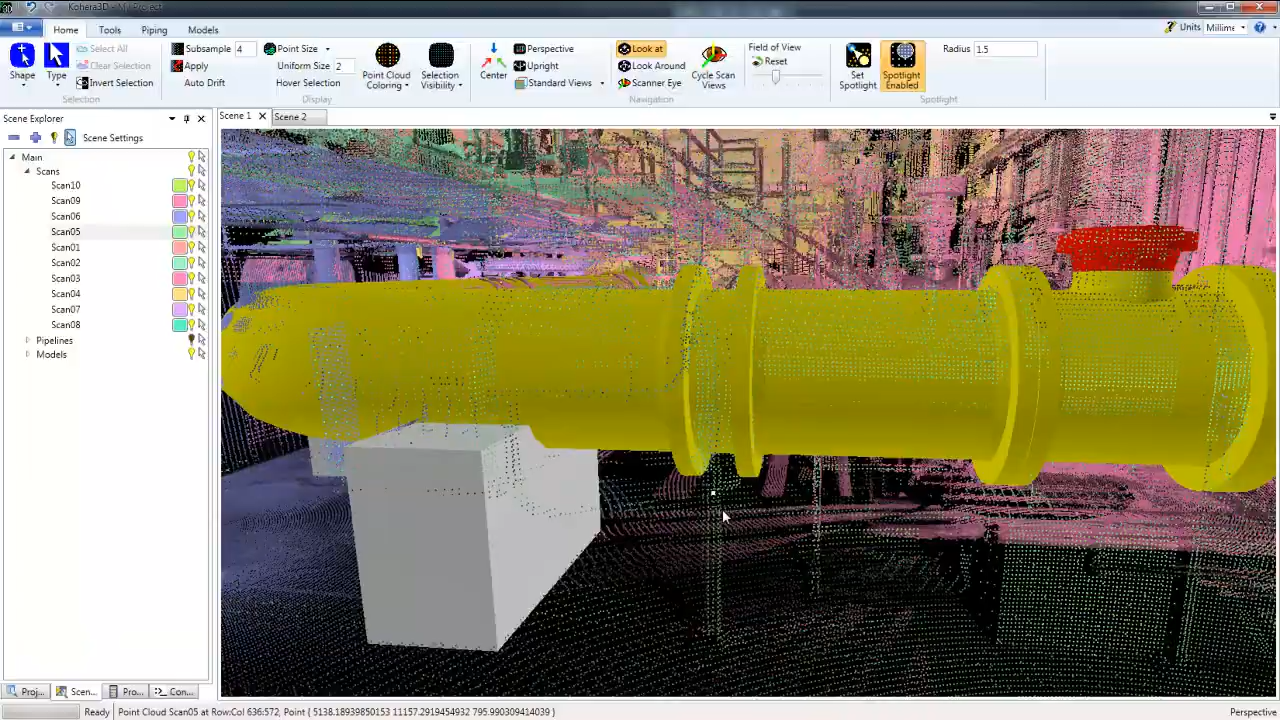 Kohera3D - My Project
Home
Tools
Piping
Models
Units
Millime
Shape
Type
Select All
Clear Selection
Invert Selection
Selection
Subsample 4
Apply
Auto Drift
Point Size
Uniform Size 2
Hover Selection
Display
Point Cloud
Coloring
Selection
Visibility
Center
Perspective
Upright
Standard Views
Look at
Look Around
Scanner Eye
Navigation
Cycle Scan
Views
Field of View
Reset
Set
Spotlight
Spotlight
Enabled
Radius 1.5
Spotlight
Scene Explorer
Scene 1
Scene 2
Scene Settings
Main
Scans
Scan10
Scan09
Scan06
Scan05
Scan01
Scan02
Scan03
Scan04
Scan07
Scan08
Pipelines
Models
Proj...
Scen...
Pro...
Con...
Ready
Point Cloud Scan05 at Row:Col 636:572, Point { 5138.18939850153 11157.2919454932 795.990309414039 }
Perspective